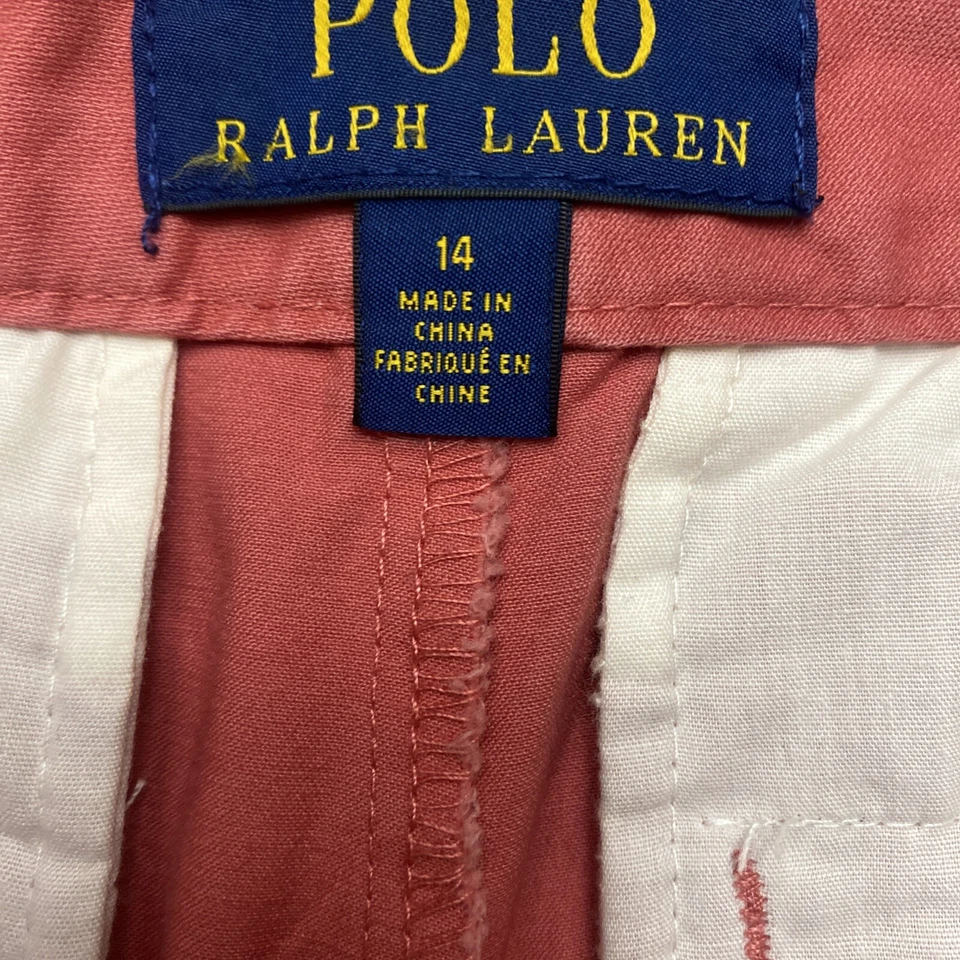 POLO
RALPH LAUREN
14
MADE IN
CHINA
FABRIQUÉ EN
CHINE